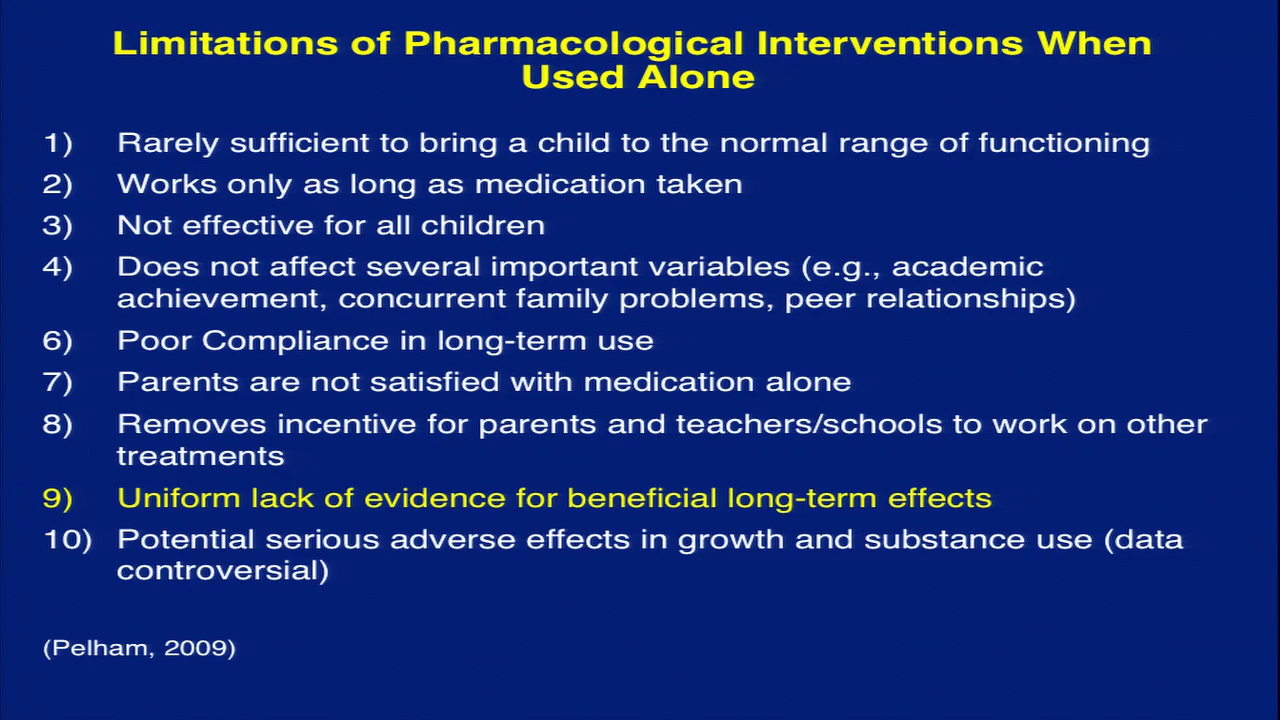 Limitations of Pharmacological Interventions When
Used Alone
1) Rarely sufficient to bring a child to the normal range of functioning
2) Works only as long as medication taken
3) Not effective for all children
4) Does not affect several important variables (e.g., academic
achievement, concurrent family problems, peer relationships)
6) Poor Compliance in long-term use
7) Parents are not satisfied with medication alone
8) Removes incentive for parents and teachers/schools to work on other
treatments
9) Uniform lack of evidence for beneficial long-term effects
10) Potential serious adverse effects in growth and substance use (data
controversial)
(Pelham, 2009)